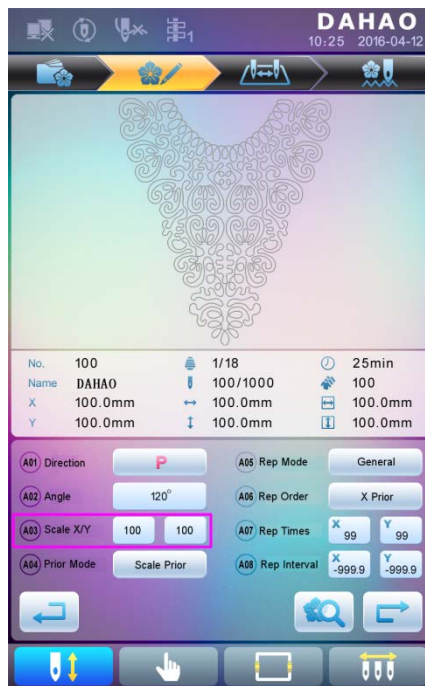 DAHAO
1
10:25 2016-04-12
No. 100 1/18 25min
Name DAHAO 100/1000 100
X 100.0mm 100.0mm 100.0mm
Y 100.0mm 100.0mm 100.0mm
A01 Direction P A05 Rep Mode General
A02 Angle 120° A06 Rep Order X Prior
A03 Scale X/Y 100 100 A07 Rep Times X 99 Y 99
A04 Prior Mode Scale Prior A08 Rep Interval X -999.9 Y -999.9